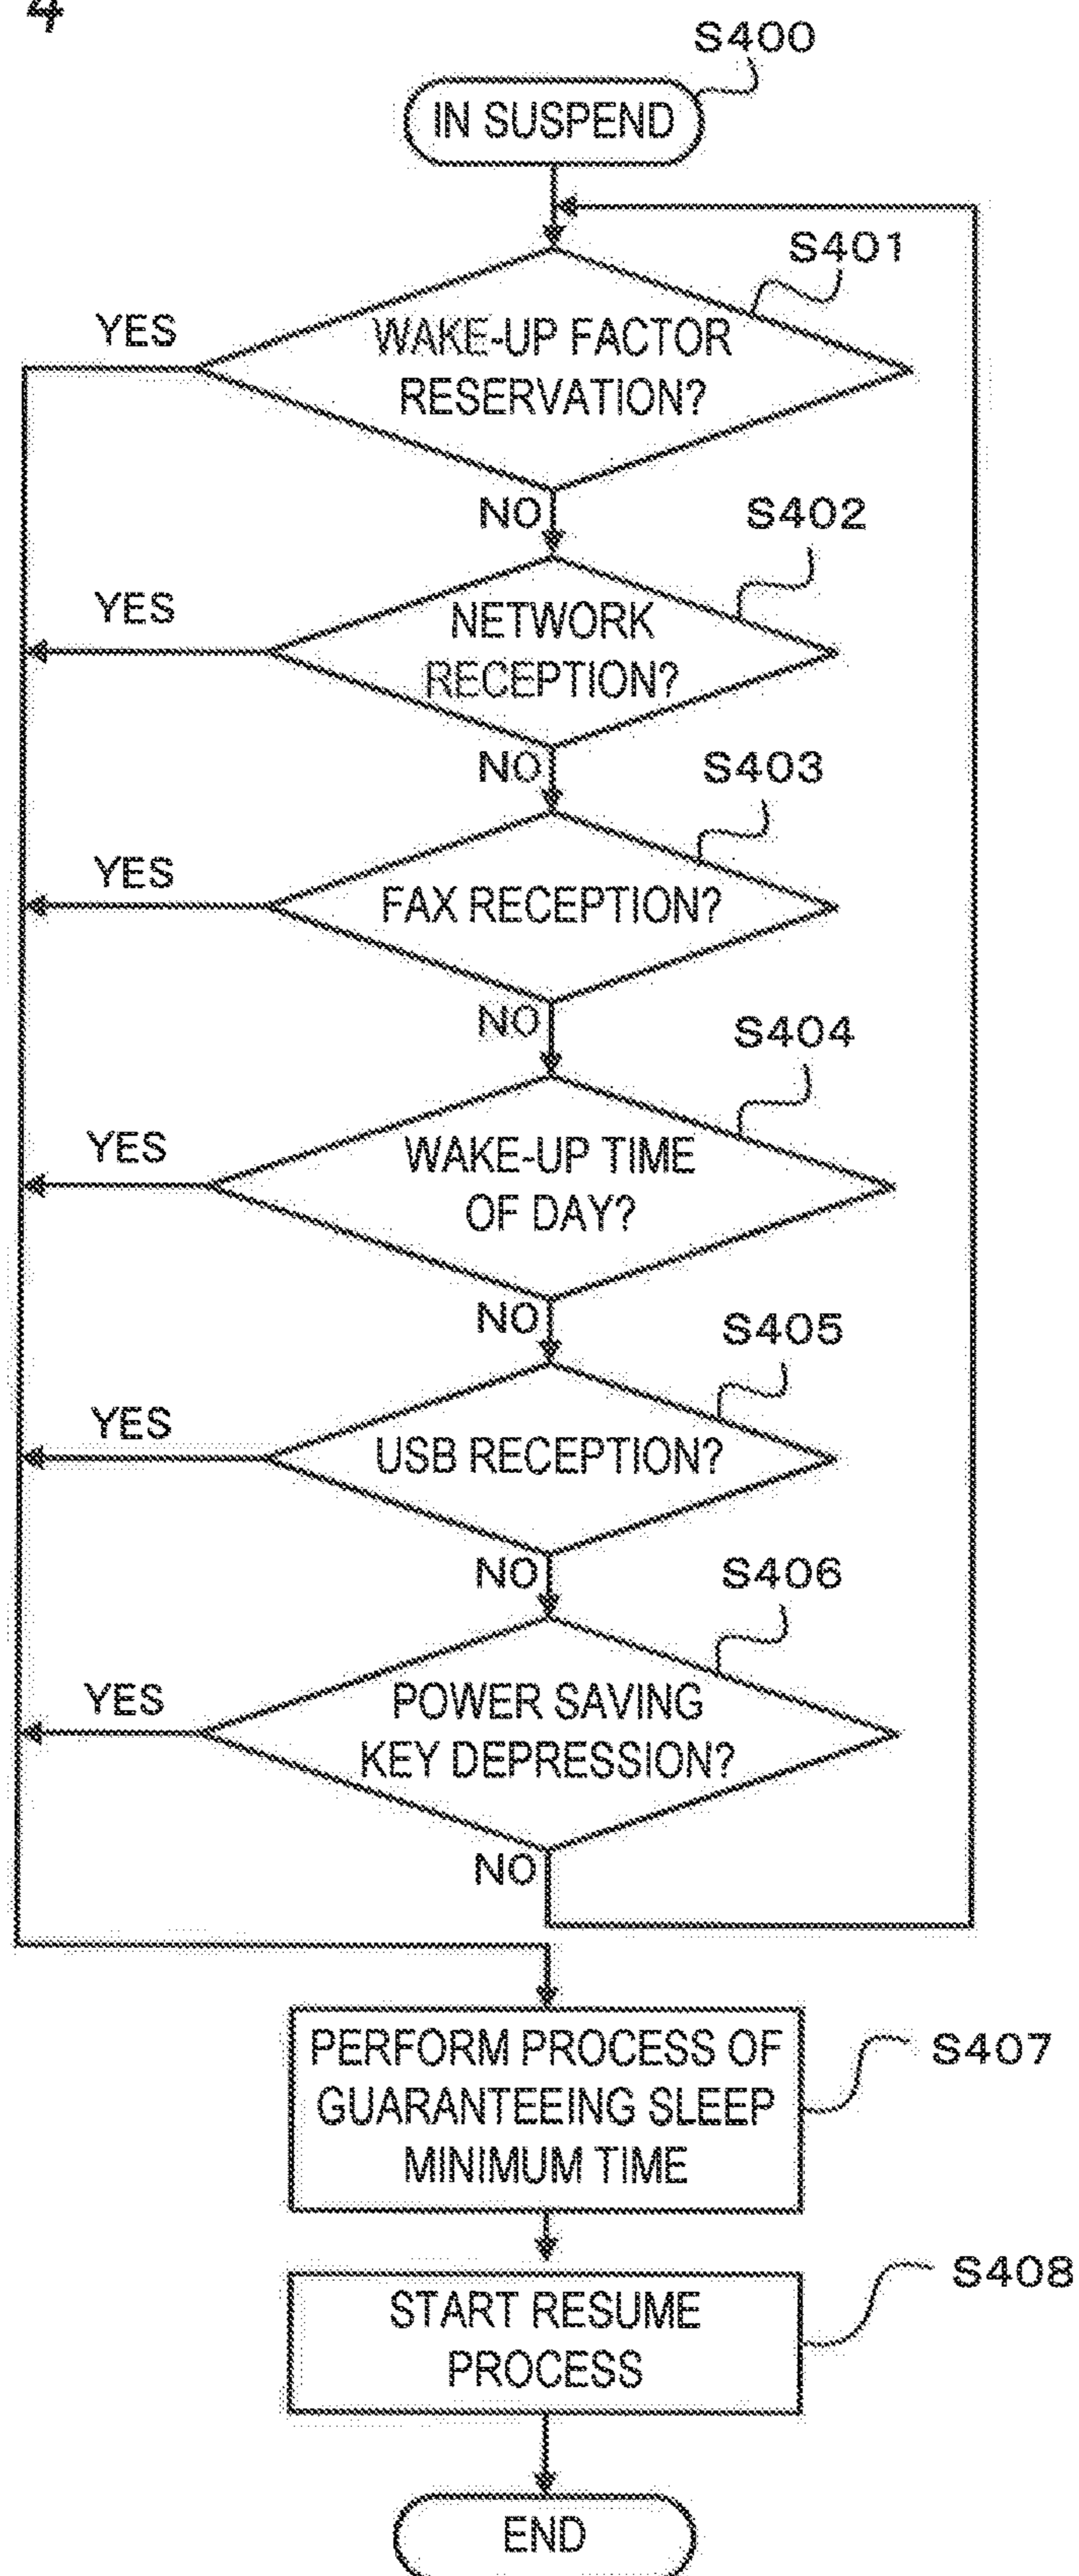 4
S400
IN SUSPEND
S401
YES
WAKE-UP FACTOR
RESERVATION?
NO
S402
YES
NETWORK
RECEPTION?
NO
S403
YES
FAX RECEPTION?
NO
S404
YES
WAKE-UP TIME
OF DAY?
NO
S405
YES
USB RECEPTION?
NO
S406
YES
POWER SAVING
KEY DEPRESSION?
NO
PERFORM PROCESS OF
GUARANTEEING SLEEP
MINIMUM TIME
S407
S408
START RESUME
PROCESS
END